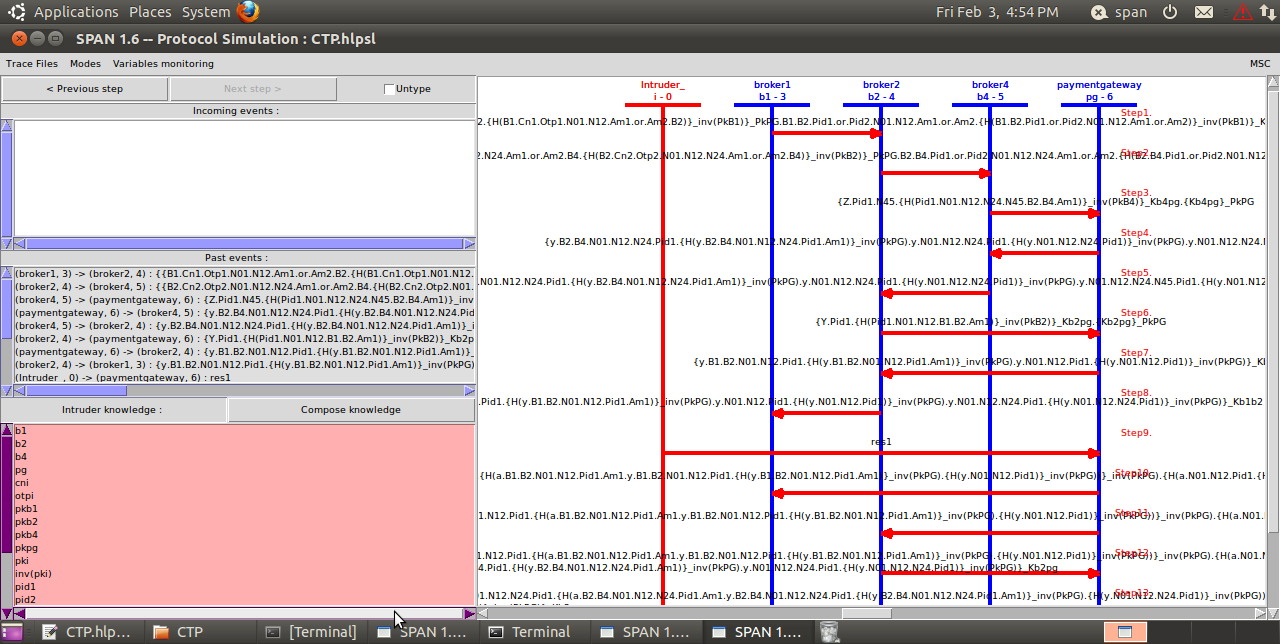 Applications Places System Fri Feb 3, 4:54 PM span
SPAN 1.6 -- Protocol Simulation : CTP.hlpsl
Trace Files Modes Variables monitoring MSC
< Previous step Next step > Untype
Incoming events :
Past events :
(broker1, 3) -> (broker2, 4) : {{B1.Cn1.Otp1.N01.N12.Am1.or.Am2.B2.{H(B1.Cn1.Otp1.N01.N12.
(broker2, 4) -> (broker4, 5) : {{B2.Cn2.Otp2.N01.N12.N24.Am1.or.Am2.B4.{H(B2.Cn2.Otp2.N01
(broker4, 5) -> (paymentgateway, 6) : {Z.Pid1.N45.{H(Pid1.N01.N12.N24.N45.B2.B4.Am1)}_inv
(paymentgateway, 6) -> (broker4, 5) : {y.B2.B4.N01.N12.N24.Pid1.{H(y.B2.B4.N01.N12.N24.Pid
(broker4, 5) -> (broker2, 4) : {y.B2.B4.N01.N12.N24.Pid1.{H(y.B2.B4.N01.N12.N24.Pid1.Am1)}_i
(broker2, 4) -> (paymentgateway, 6) : {Y.Pid1.{H(Pid1.N01.N12.B1.B2.Am1)}_inv(PkB2)}_Kb2p
(paymentgateway, 6) -> (broker2, 4) : {y.B1.B2.N01.N12.Pid1.{H(y.B1.B2.N01.N12.Pid1.Am1)}_
(broker2, 4) -> (broker1, 3) : {y.B1.B2.N01.N12.Pid1.{H(y.B1.B2.N01.N12.Pid1.Am1)}_inv(PkPG)
(Intruder_, 0) -> (paymentgateway, 6) : res1
Intruder knowledge : Compose knowledge
b1
b2
b4
pg
cni
otpi
pkb1
pkb2
pkb4
pkpg
pki
inv(pki)
pid1
pid2
Intruder_ broker1 broker2 broker4 paymentgateway
i - 0 b1 - 3 b2 - 4 b4 - 5 pg - 6
Step1.
2.{H(B1.Cn1.Otp1.N01.N12.Am1.or.Am2.B2)}_inv(PkB1)}_PkPG.B1.B2.Pid1.or.Pid2.N01.N12.Am1.or.Am2.{H(B1.B2.Pid1.or.Pid2.N01.N12.Am1.or.Am2)}_inv(PkB1)}_K
Step2.
2.N24.Am1.or.Am2.B4.{H(B2.Cn2.Otp2.N01.N12.N24.Am1.or.Am2.B4)}_inv(PkB2)}_PkPG.B2.B4.Pid1.or.Pid2.N01.N12.N24.Am1.or.Am2.{H(B2.B4.Pid1.or.Pid2.N01.N12
Step3.
{Z.Pid1.N45.{H(Pid1.N01.N12.N24.N45.B2.B4.Am1)}_inv(PkB4)}_Kb4pg.{Kb4pg}_PkPG
Step4.
{y.B2.B4.N01.N12.N24.Pid1.{H(y.B2.B4.N01.N12.N24.Pid1.Am1)}_inv(PkPG).y.N01.N12.N24.Pid1.{H(y.N01.N12.N24.
Step5.
.N01.N12.N24.Pid1.{H(y.B2.B4.N01.N12.N24.Pid1.Am1)}_inv(PkPG).y.N01.N12.N24.Pid1.{H(y.N01.N12
Step6.
{Y.Pid1.{H(Pid1.N01.N12.B1.B2.Am1)}_inv(PkB2)}_Kb2pg.{Kb2pg}_PkPG
Step7.
{y.B1.B2.N01.N12.Pid1.{H(y.B1.B2.N01.N12.Pid1.Am1)}_inv(PkPG).y.N01.N12.Pid1.{H(y.N01.N12.Pid1)}_inv(PkPG)}_
Step8.
.Pid1.{H(y.B1.B2.N01.N12.Pid1.Am1)}_inv(PkPG).y.N01.N12.Pid1.{H(y.N01.N12.Pid1)}_inv(PkPG).y.N01.N12.N24.Pid1.{H(y.N01.N12.N24.Pid1)}_inv(PkPG)}_Kb1b2
Step9.
res1
Step10.
{H(a.B1.B2.N01.N12.Pid1.Am1.y.B1.B2.N01.N12.Pid1.{H(y.B1.B2.N01.N12.Pid1.Am1)}_inv(PkPG).{H(y.N01.N12.Pid1)}_inv(PkPG)}_inv(PkPG).{H(a.N01.N12.Pid1.
Step11.
1.N12.Pid1.{H(a.B1.B2.N01.N12.Pid1.Am1.y.B1.B2.N01.N12.Pid1.{H(y.B1.B2.N01.N12.Pid1.Am1)}_inv(PkPG).{H(y.N01.N12.Pid1)}_inv(PkPG))}_inv(PkPG).{H(a.N01.
Step12.
1.N12.Pid1.{H(a.B1.B2.N01.N12.Pid1.Am1.y.B1.B2.N01.N12.Pid1.{H(y.B1.B2.N01.N12.Pid1.Am1)}_inv(PkPG).{H(y.N01.N12.Pid1)}_inv(PkPG))}_inv(PkPG).{H(a.N01.N
4.Pid1.{H(y.B1.B2.N01.N12.Pid1.Am1)}_inv(PkPG).y.N01.N12.N24.Pid1.{H(y.N01.N12.N24.Pid1)}_inv(PkPG)}_Kb2pg
Step13.
.N01.N12.N24.Pid1.{H(a.B2.B4.N01.N12.N24.Pid1.Am1.y.B2.B4.N01.N12.N24.Pid1.{H(y.B2.B4.N01.N12.N24.Pid1.Am1)}_inv(PkPG).{H(y.N01.N12.N24.Pid1)}_inv(PkPG
CTP.hlp... CTP [Terminal] SPAN 1.... Terminal SPAN 1.... SPAN 1....